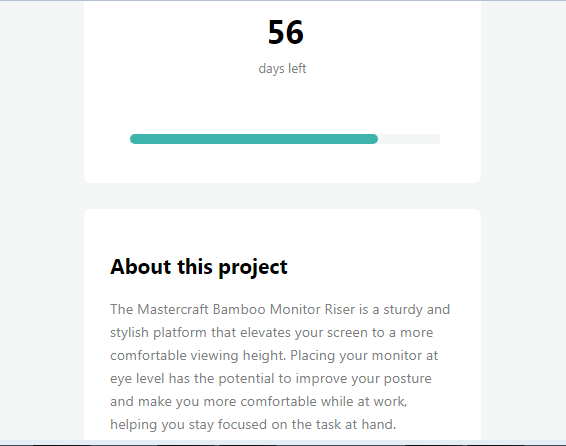 56
days left
About this project
The Mastercraft Bamboo Monitor Riser is a sturdy and
stylish platform that elevates your screen to a more
comfortable viewing height. Placing your monitor at
eye level has the potential to improve your posture
and make you more comfortable while at work,
helping you stay focused on the task at hand.